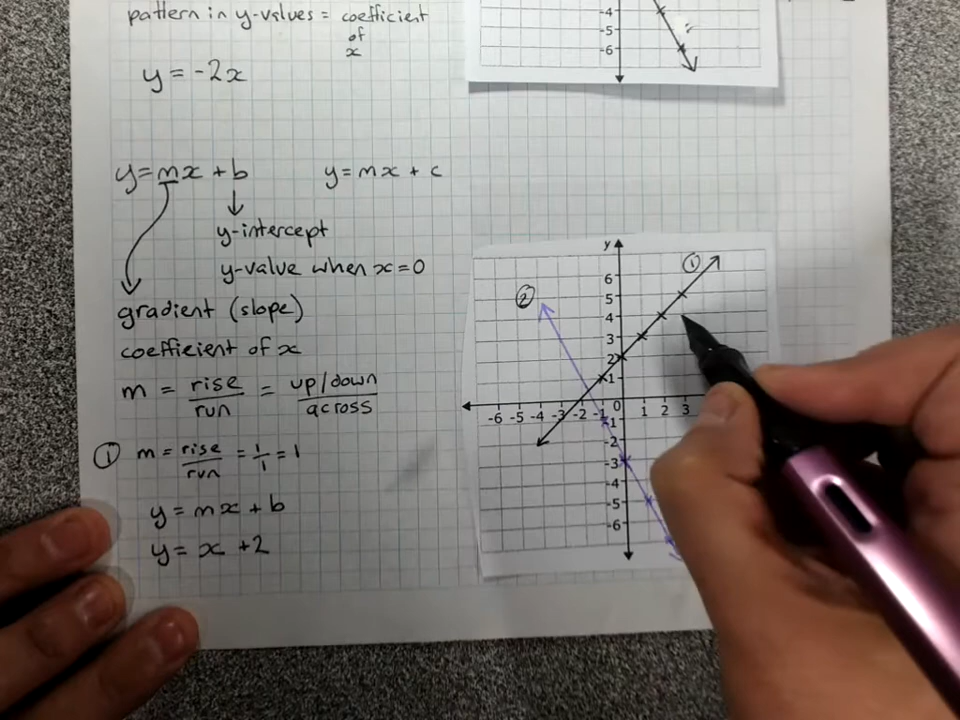 pattern in y-values = coefficient
of
x
y = -2x
y = mx + b
y = mx + c
y-intercept
y-value when x = 0
gradient (slope)
coefficient of x
m = rise/run = up/down/across
① m = rise/run = 1/1 = 1
y = mx + b
y = x + 2
-4
-5
-6
y
①
②
6
5
4
3
2
1
-6 -5 -4 -3 -2 -1 0 1 2 3
-1
-2
-3
-4
-5
-6